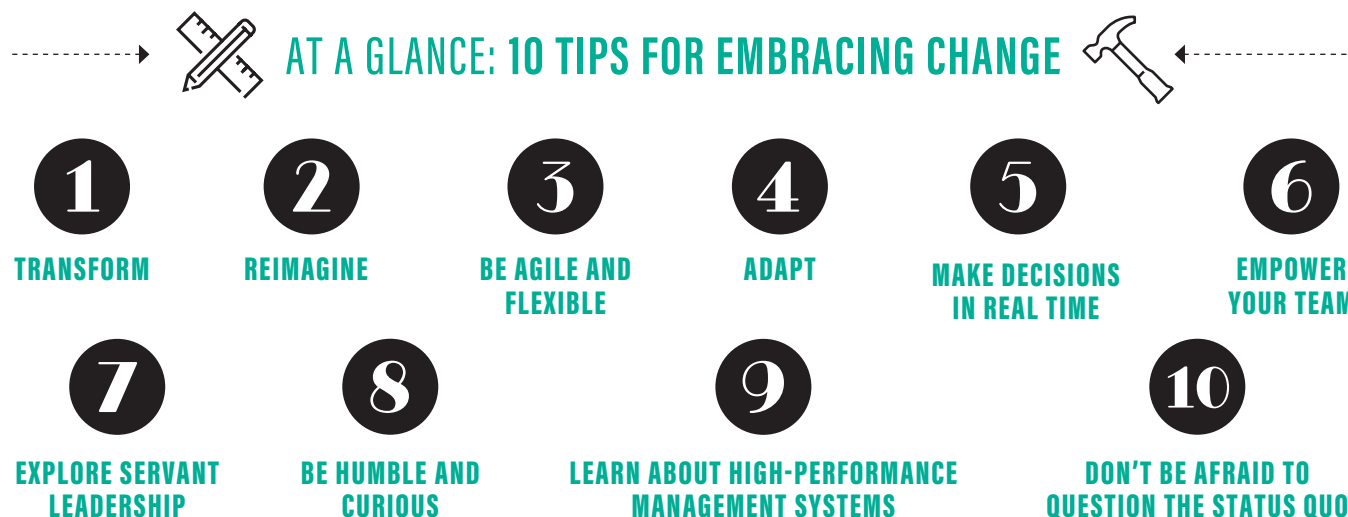 AT A GLANCE: 10 TIPS FOR EMBRACING CHANGE
1
TRANSFORM
2
REIMAGINE
3
BE AGILE AND
FLEXIBLE
4
ADAPT
5
MAKE DECISIONS
IN REAL TIME
6
EMPOWER
YOUR TEAM
7
EXPLORE SERVANT
LEADERSHIP
8
BE HUMBLE AND
CURIOUS
9
LEARN ABOUT HIGH-PERFORMANCE
MANAGEMENT SYSTEMS
10
DON'T BE AFRAID TO
QUESTION THE STATUS QUO